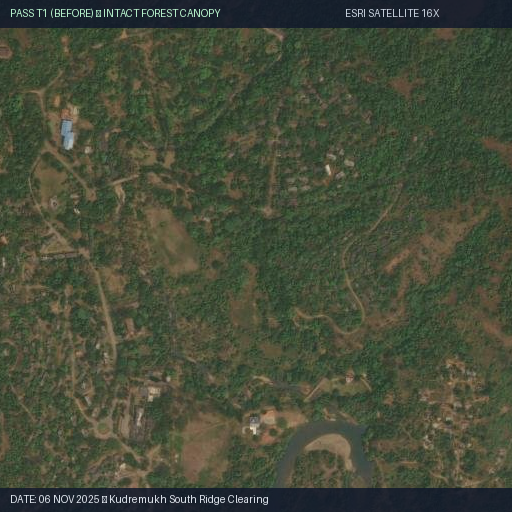 PASS T1 (BEFORE) INTACT FOREST CANOPY
ESRI SATELLITE 16X
DATE: 06 NOV 2025 Kudremukh South Ridge Clearing